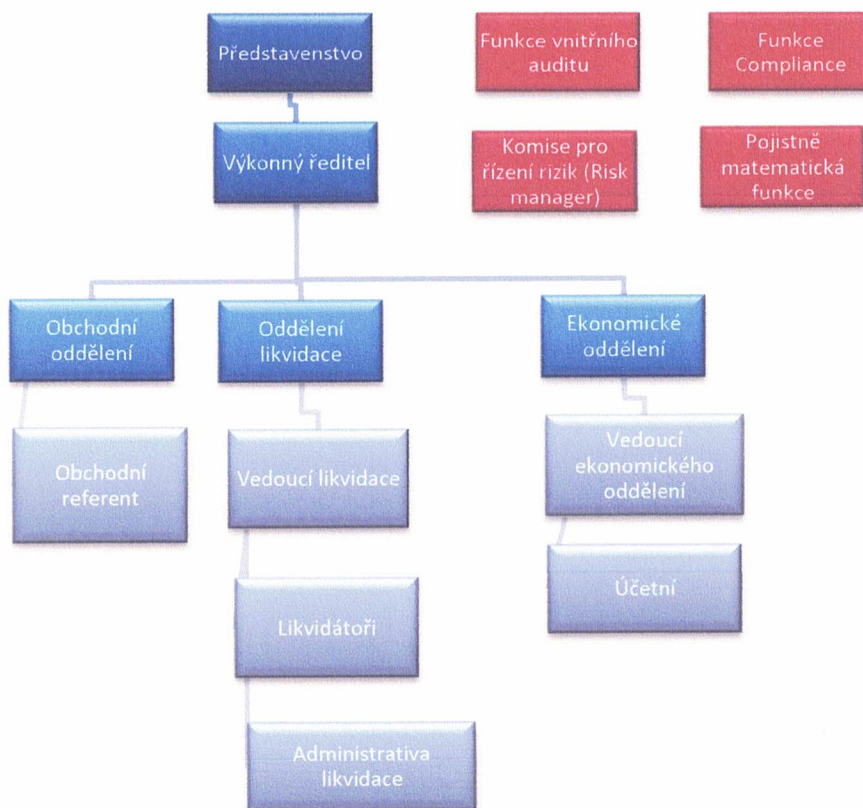 Představenstvo
Funkce vnitřního
auditu
Funkce
Compliance
Výkonný ředitel
Komise pro
řízení rizik (Risk
manager)
Pojistně
matematická
funkce
Obchodní
oddělení
Oddělení
likvidace
Ekonomické
oddělení
Obchodní
referent
Vedoucí likvidace
Vedoucí
ekonomického
oddělení
Likvidátoři
Účetní
Administrativa
likvidace